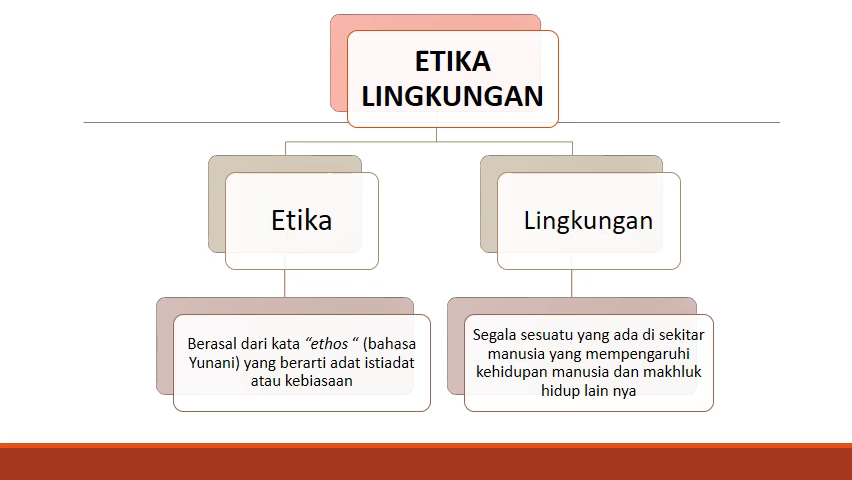 ETIKA
LINGKUNGAN
Etika
Lingkungan
Berasal dari kata “ethos “ (bahasa
Yunani) yang berarti adat istiadat
atau kebiasaan
Segala sesuatu yang ada di sekitar
manusia yang mempengaruhi
kehidupan manusia dan makhluk
hidup lain nya